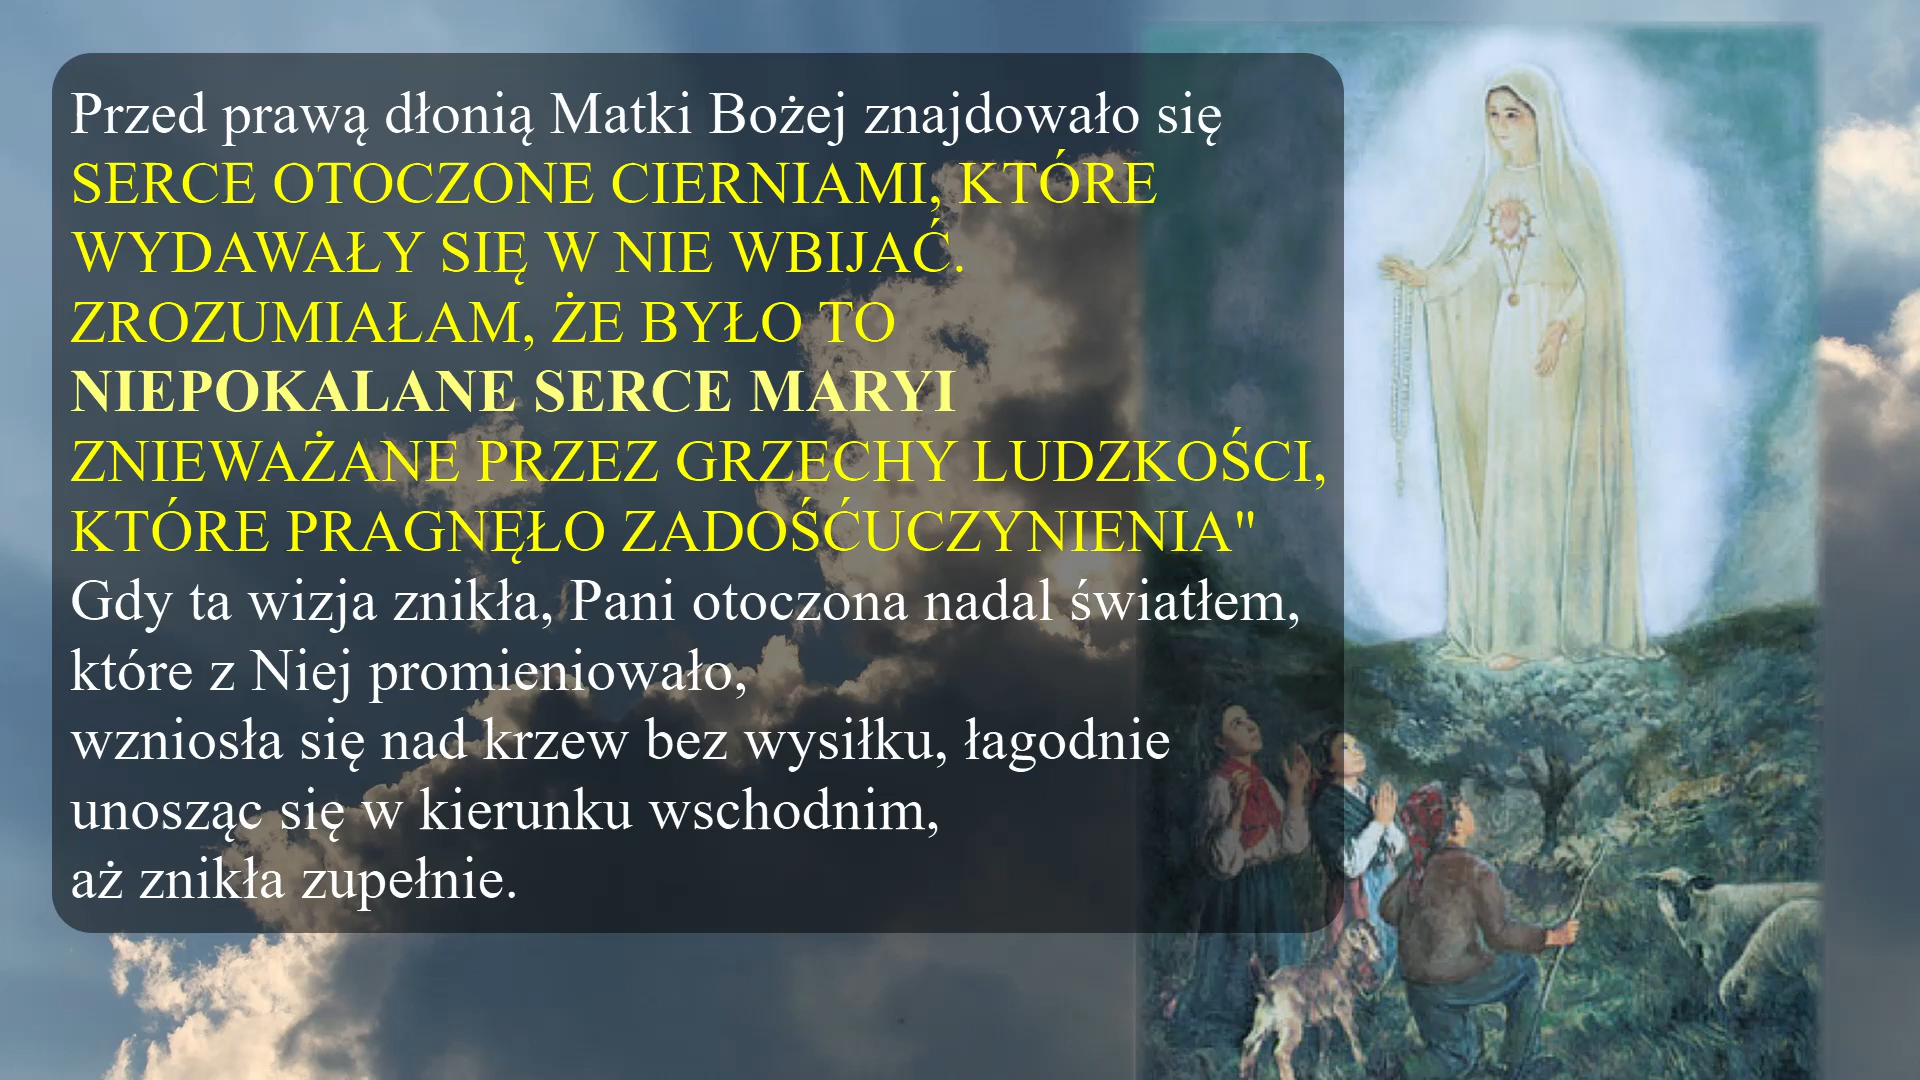 Przed prawą dłonią Matki Bożej znajdowało się
SERCE OTOCZONE CIERNIAMI, KTÓRE
WYDAWAŁY SIĘ W NIE WBIJAĆ.
ZROZUMIAŁAM, ŻE BYŁO TO
NIEPOKALANE SERCE MARYI
ZNIEWAŻANE PRZEZ GRZECHY LUDZKOŚCI,
KTÓRE PRAGNĘŁO ZADOŚĆUCZYNIENIA"
Gdy ta wizja znikła, Pani otoczona nadal światłem,
które z Niej promieniowało,
wzniosła się nad krzew bez wysiłku, łagodnie
unosząc się w kierunku wschodnim,
aż znikła zupełnie.